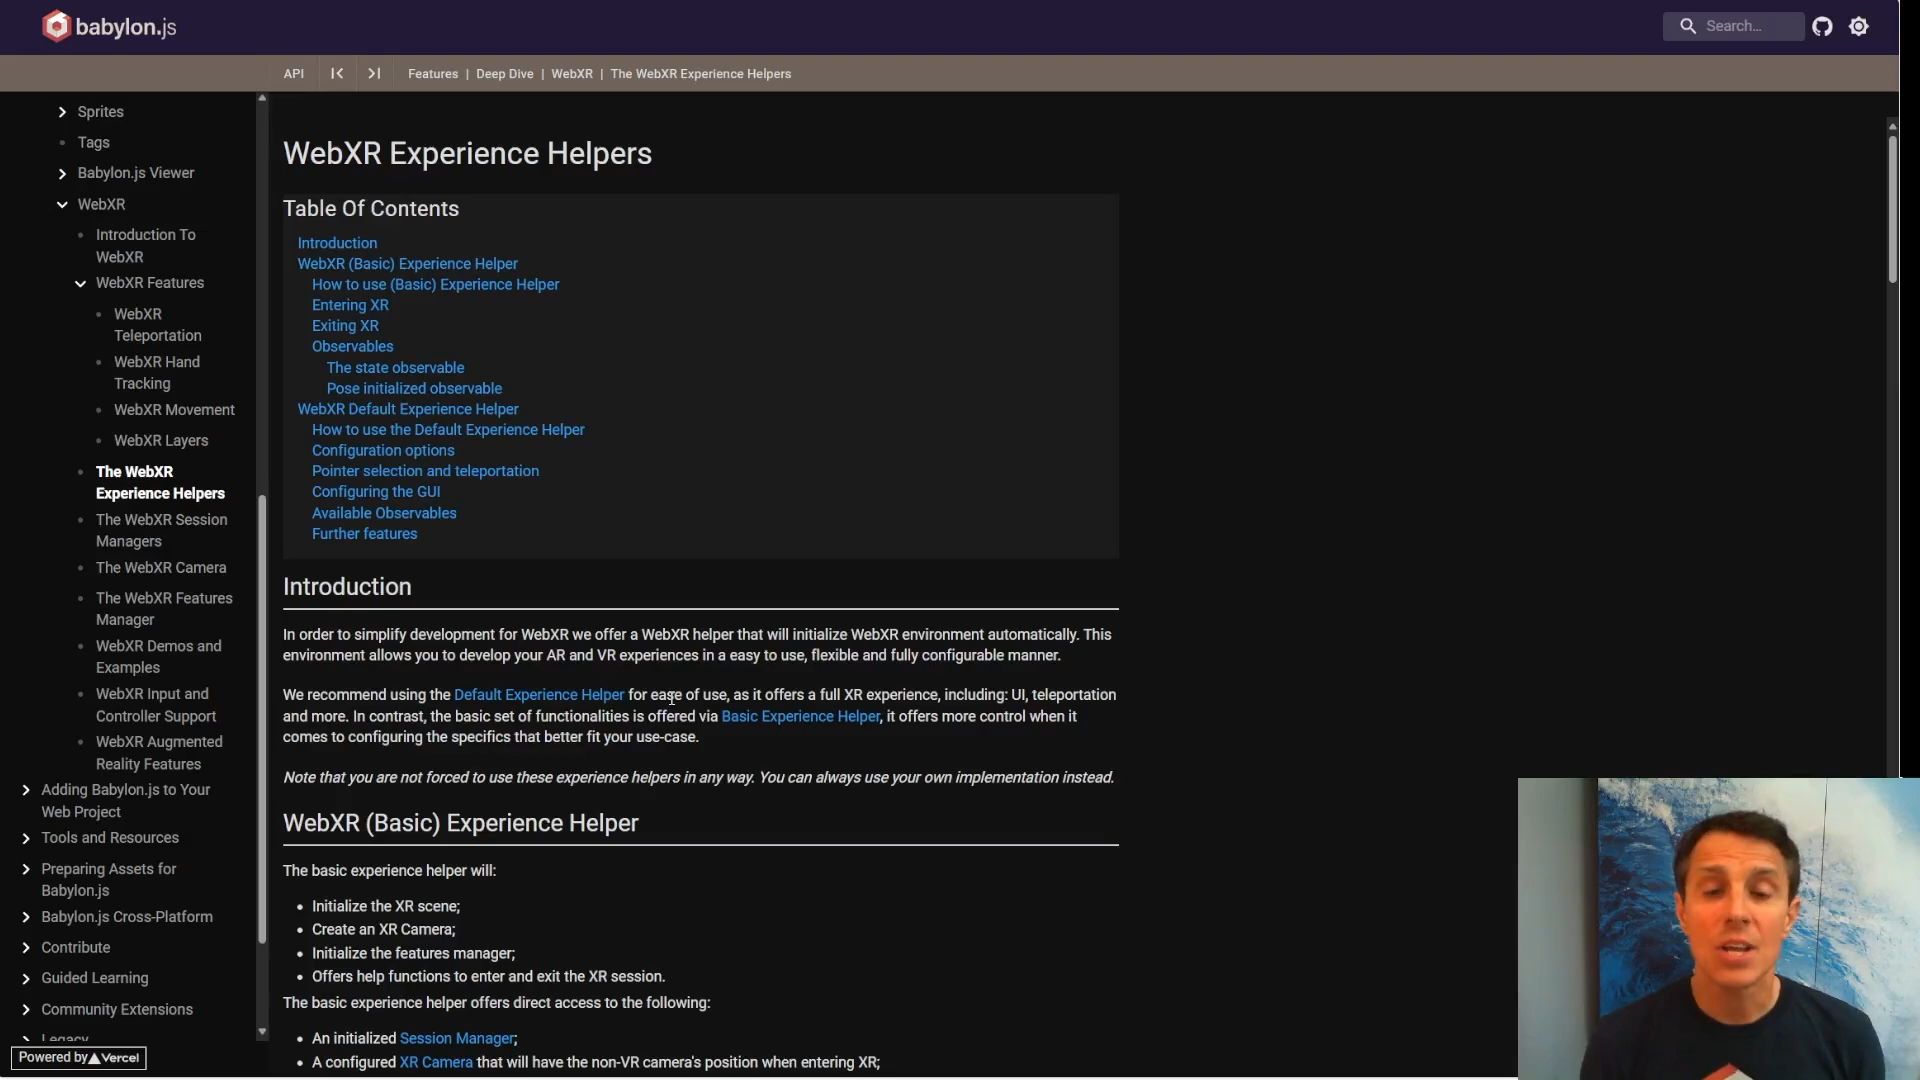 babylon.js
Search...
API
Features | Deep Dive | WebXR | The WebXR Experience Helpers
Sprites
Tags
Babylon.js Viewer
WebXR
Introduction To
WebXR
WebXR Features
WebXR
Teleportation
WebXR Hand
Tracking
WebXR Movement
WebXR Layers
The WebXR
Experience Helpers
The WebXR Session
Managers
The WebXR Camera
The WebXR Features
Manager
WebXR Demos and
Examples
WebXR Input and
Controller Support
WebXR Augmented
Reality Features
Adding Babylon.js to Your
Web Project
Tools and Resources
Preparing Assets for
Babylon.js
Babylon.js Cross-Platform
Contribute
Guided Learning
Community Extensions
Legacy
Powered by Vercel
WebXR Experience Helpers
Table Of Contents
Introduction
WebXR (Basic) Experience Helper
How to use (Basic) Experience Helper
Entering XR
Exiting XR
Observables
The state observable
Pose initialized observable
WebXR Default Experience Helper
How to use the Default Experience Helper
Configuration options
Pointer selection and teleportation
Configuring the GUI
Available Observables
Further features
Introduction
In order to simplify development for WebXR we offer a WebXR helper that will initialize WebXR environment automatically. This
environment allows you to develop your AR and VR experiences in a easy to use, flexible and fully configurable manner.
We recommend using the Default Experience Helper for ease of use, as it offers a full XR experience, including: UI, teleportation
and more. In contrast, the basic set of functionalities is offered via Basic Experience Helper, it offers more control when it
comes to configuring the specifics that better fit your use-case.
Note that you are not forced to use these experience helpers in any way. You can always use your own implementation instead.
WebXR (Basic) Experience Helper
The basic experience helper will:
• Initialize the XR scene;
• Create an XR Camera;
• Initialize the features manager;
• Offers help functions to enter and exit the XR session.
The basic experience helper offers direct access to the following:
• An initialized Session Manager;
• A configured XR Camera that will have the non-VR camera's position when entering XR;